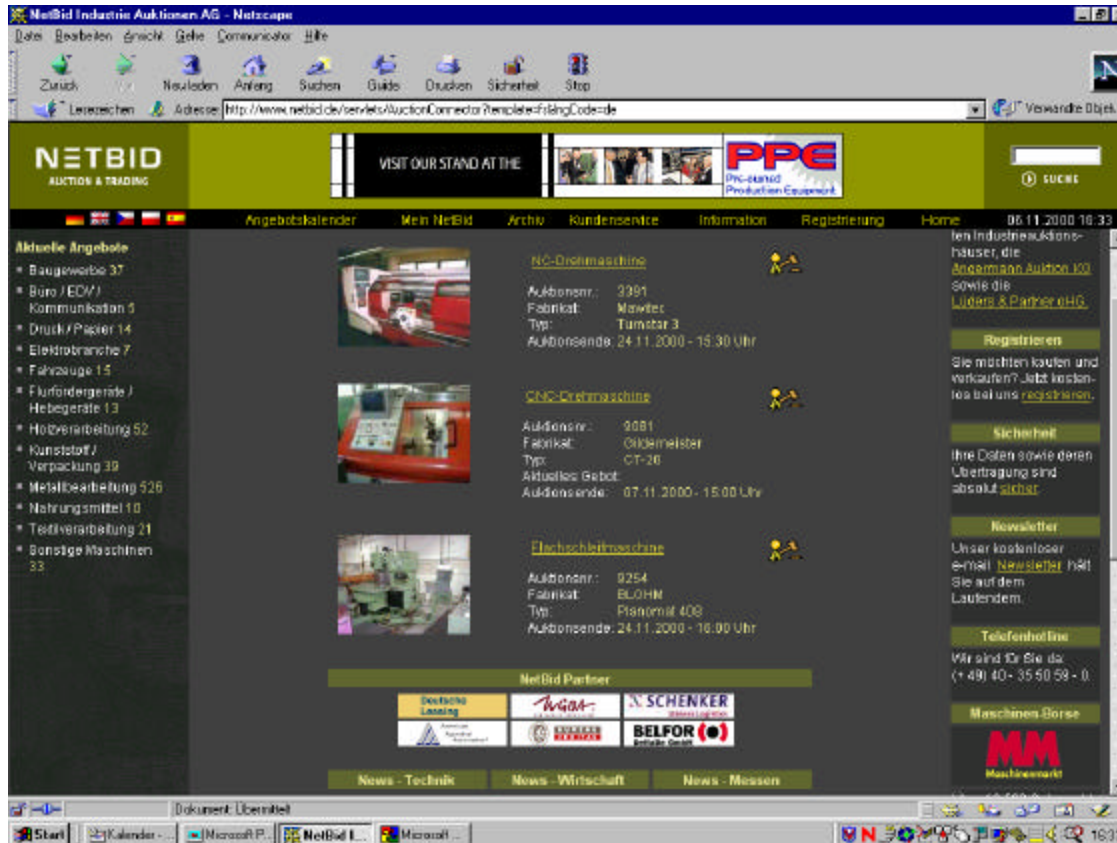 NetBid Industrie Auktionen AG - Netscape
Datei Bearbeiten Ansicht Gehe Communicator Hilfe
Zurück Neu laden Anfang Suchen Guide Drucken Sicherheit Stop
Lesezeichen Adresse http://www.netbid.de/servlets/AuctionConnector?template=fs&lngCode=de Verwandte Objek
NETBID
AUCTION & TRADING
VISIT OUR STAND AT THE
PPE
Pre-owned
Production Equipment
SUCHE
Angebotskalender Mein NetBid Archiv Kundenservice Information Registrierung Home 06.11.2000 16:33
Aktuelle Angebote
Baugewerbe 37
Büro / EDV /
Kommunikation 5
Druck / Papier 14
Elektrobranche 7
Fahrzeuge 15
Flurfördergeräte /
Hebegeräte 13
Holzverarbeitung 52
Kunststoff /
Verpackung 39
Metallbearbeitung 526
Nahrungsmittel 10
Textilverarbeitung 21
Sonstige Maschinen
33
NC-Drehmaschine
Auktionsnr.: 3391
Fabrikat: Mawitec
Typ: Turnstar 3
Auktionsende: 24.11.2000 - 15:30 Uhr
CNC-Drehmaschine
Auktionsnr.: 9081
Fabrikat: Gildemeister
Typ: CT-20
Aktuelles Gebot:
Auktionsende: 07.11.2000 - 15:00 Uhr
Flachschleifmaschine
Auktionsnr.: 9254
Fabrikat: BLOHM
Typ: Planomat 408
Auktionsende: 24.11.2000 - 16:00 Uhr
NetBid Partner
Deutsche
Leasing
SCHENKER
BUREAU
VERITAS
BELFOR
News - Technik News - Wirtschaft News - Messen
ten Industrieauktions-
häuser, die
Angermann Auktion KG
sowie die
Lüders & Partner oHG.
Registrieren
Sie möchten kaufen und
verkaufen? Jetzt kosten-
los bei uns registrieren.
Sicherheit
Ihre Daten sowie deren
Übertragung sind
absolut sicher.
Newsletter
Unser kostenloser
e-mail Newsletter hält
Sie auf dem
Laufendem.
Telefonhotline
Wir sind für Sie da:
(+ 49) 40 - 35 50 59 - 0.
Maschinen-Börse
MM
Maschinenmarkt
Dokument: Übermittelt
Start Kalender - ... Microsoft P... NetBid I... Microsoft ...